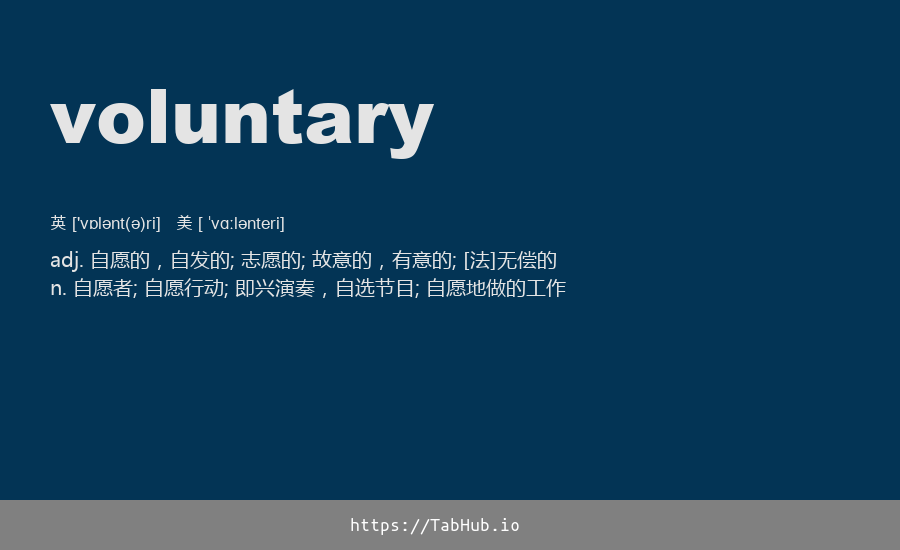 voluntary
英 ['vɒlənt(ə)ri] 美 [ ˈvɑːlənteri]
adj. 自愿的，自发的; 志愿的; 故意的，有意的; [法]无偿的
n. 自愿者; 自愿行动; 即兴演奏，自选节目; 自愿地做的工作
https://TabHub.io